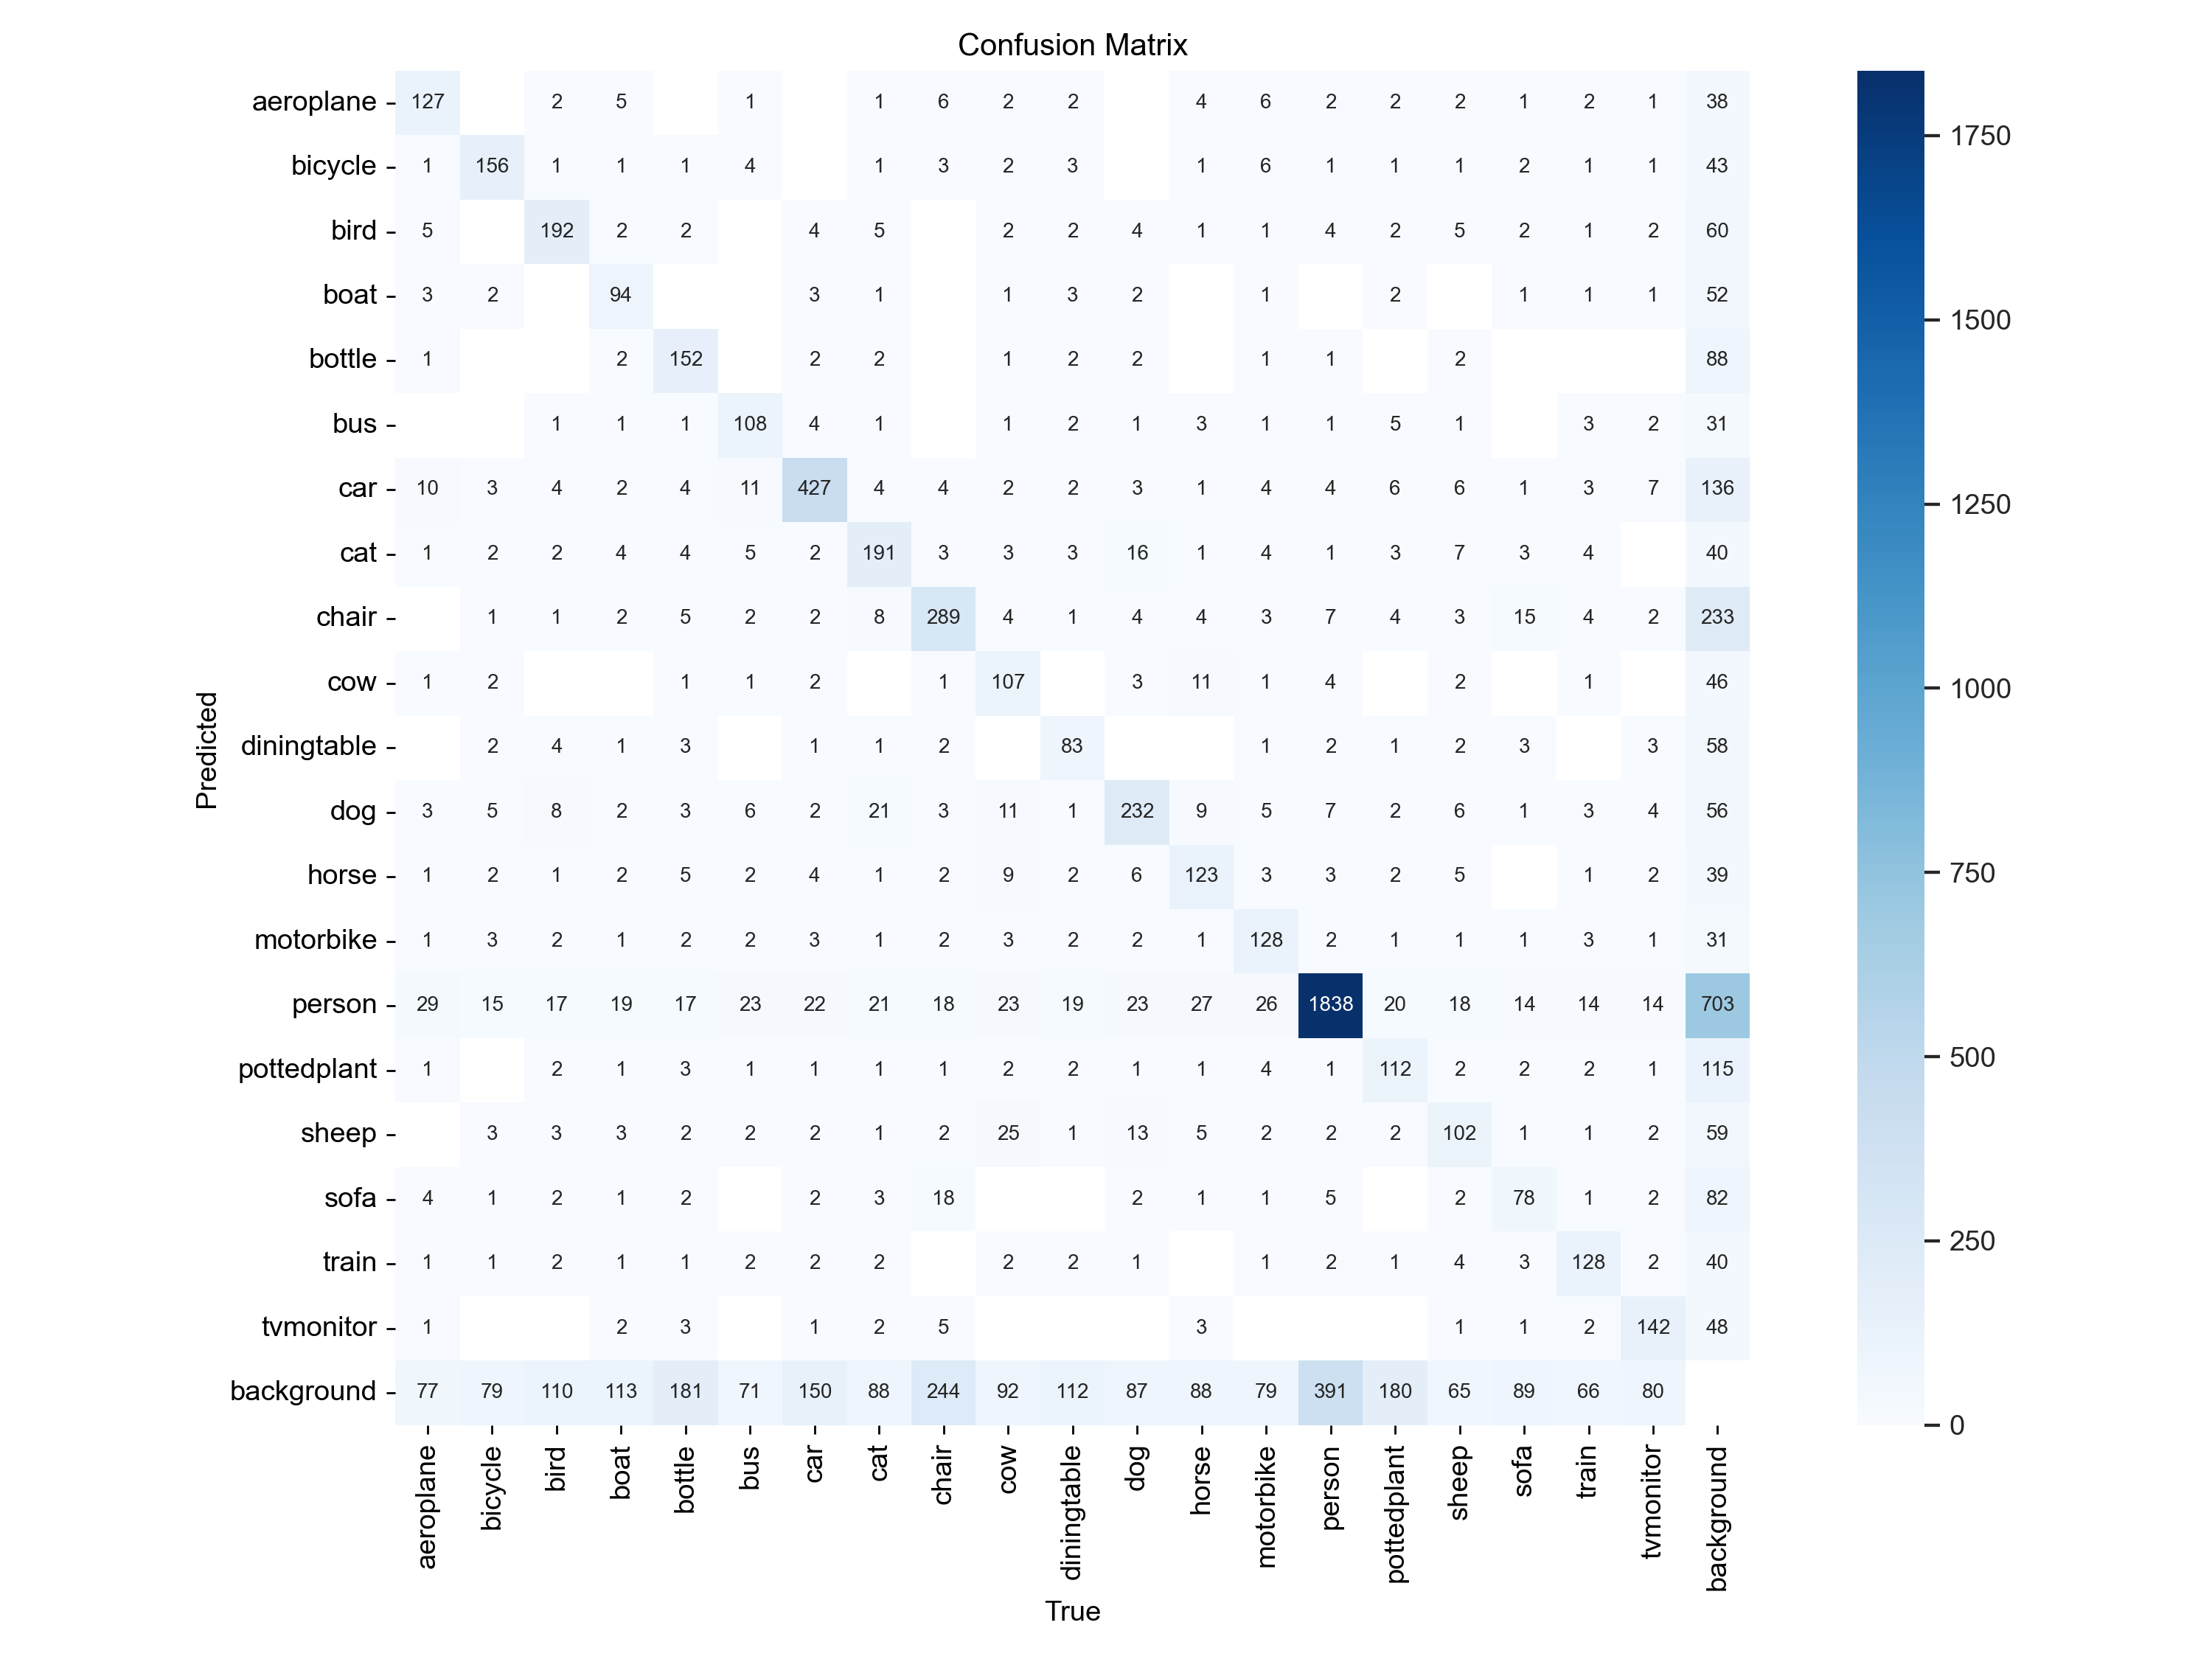 Confusion Matrix
aeroplane 127 2 5 1 1 6 2 2 4 6 2 2 2 1 2 1 38
bicycle 1 156 1 1 1 4 1 3 2 3 1 6 1 1 1 2 1 1 43
bird 5 192 2 2 4 5 2 2 4 1 1 4 2 5 2 1 2 60
boat 3 2 94 3 1 1 3 2 1 2 1 1 1 52
bottle 1 2 152 2 2 1 2 2 1 1 2 88
bus 1 1 1 108 4 1 1 2 1 3 1 1 5 1 3 2 31
car 10 3 4 2 4 11 427 4 4 2 2 3 1 4 4 6 6 1 3 7 136
cat 1 2 2 4 4 5 2 191 3 3 3 16 1 4 1 3 7 3 4 40
chair 1 1 2 5 2 2 8 289 4 1 4 4 3 7 4 3 15 4 2 233
cow 1 2 1 1 2 1 107 3 11 1 4 2 1 46
diningtable 2 4 1 3 1 1 2 83 1 2 1 2 3 3 58
dog 3 5 8 2 3 6 2 21 3 11 1 232 9 5 7 2 6 1 3 4 56
horse 1 2 1 2 5 2 4 1 2 9 2 6 123 3 3 2 5 1 2 39
motorbike 1 3 2 1 2 2 3 1 2 3 2 2 1 128 2 1 1 1 3 1 31
person 29 15 17 19 17 23 22 21 18 23 19 23 27 26 1838 20 18 14 14 14 703
pottedplant 1 2 1 3 1 1 1 1 2 2 1 1 4 1 112 2 2 2 1 115
sheep 3 3 3 2 2 2 1 2 25 1 13 5 2 2 2 102 1 1 2 59
sofa 4 1 2 1 2 2 3 18 2 1 1 5 2 78 1 2 82
train 1 1 2 1 1 2 2 2 2 2 1 1 2 1 4 3 128 2 40
tvmonitor 1 2 3 1 2 5 3 1 1 2 142 48
background 77 79 110 113 181 71 150 88 244 92 112 87 88 79 391 180 65 89 66 80
aeroplane bicycle bird boat bottle bus car cat chair cow diningtable dog horse motorbike person pottedplant sheep sofa train tvmonitor background
True
Predicted
1750
1500
1250
1000
750
500
250
0